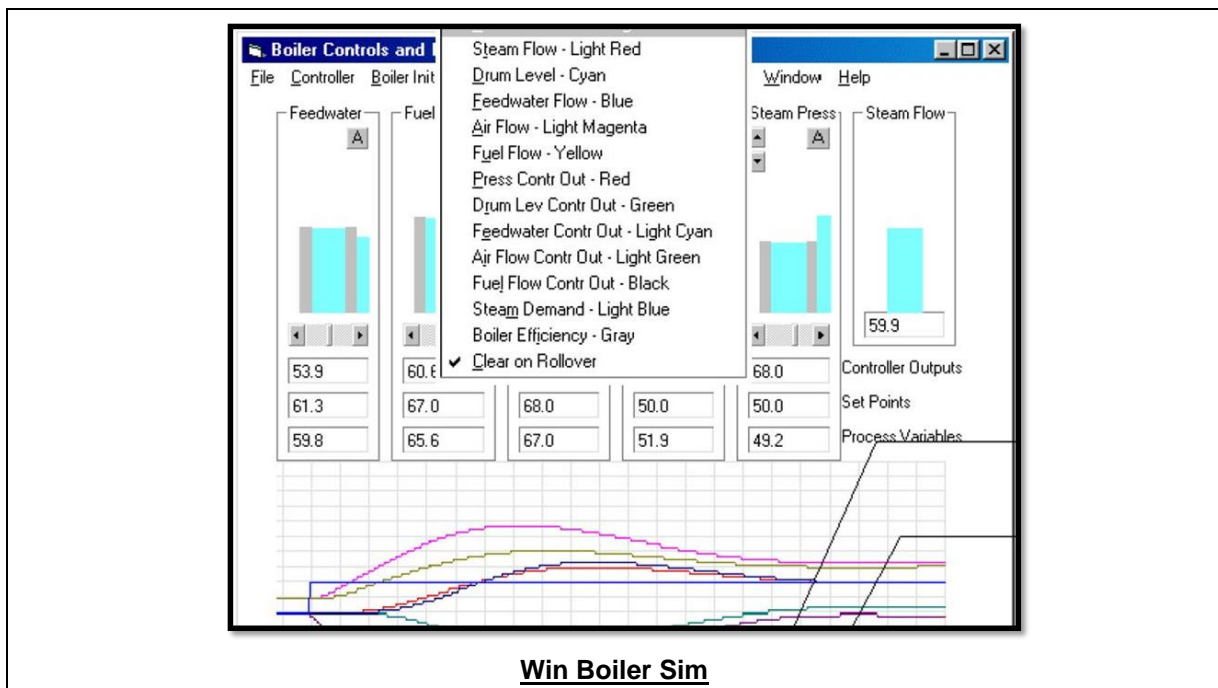 Boiler Controls and
File Controller Boiler Init Window Help
Steam Flow - Light Red
Drum Level - Cyan
Feedwater Flow - Blue
Air Flow - Light Magenta
Fuel Flow - Yellow
Press Contr Out - Red
Drum Lev Contr Out - Green
Feedwater Contr Out - Light Cyan
Air Flow Contr Out - Light Green
Fuel Flow Contr Out - Black
Steam Demand - Light Blue
Boiler Efficiency - Gray
✔ Clear on Rollover
Feedwater Fuel Steam Press Steam Flow
A A
59.9
53.9 60.6 68.0 Controller Outputs
61.3 67.0 68.0 50.0 50.0 Set Points
59.8 65.6 67.0 51.9 49.2 Process Variables
Win Boiler Sim